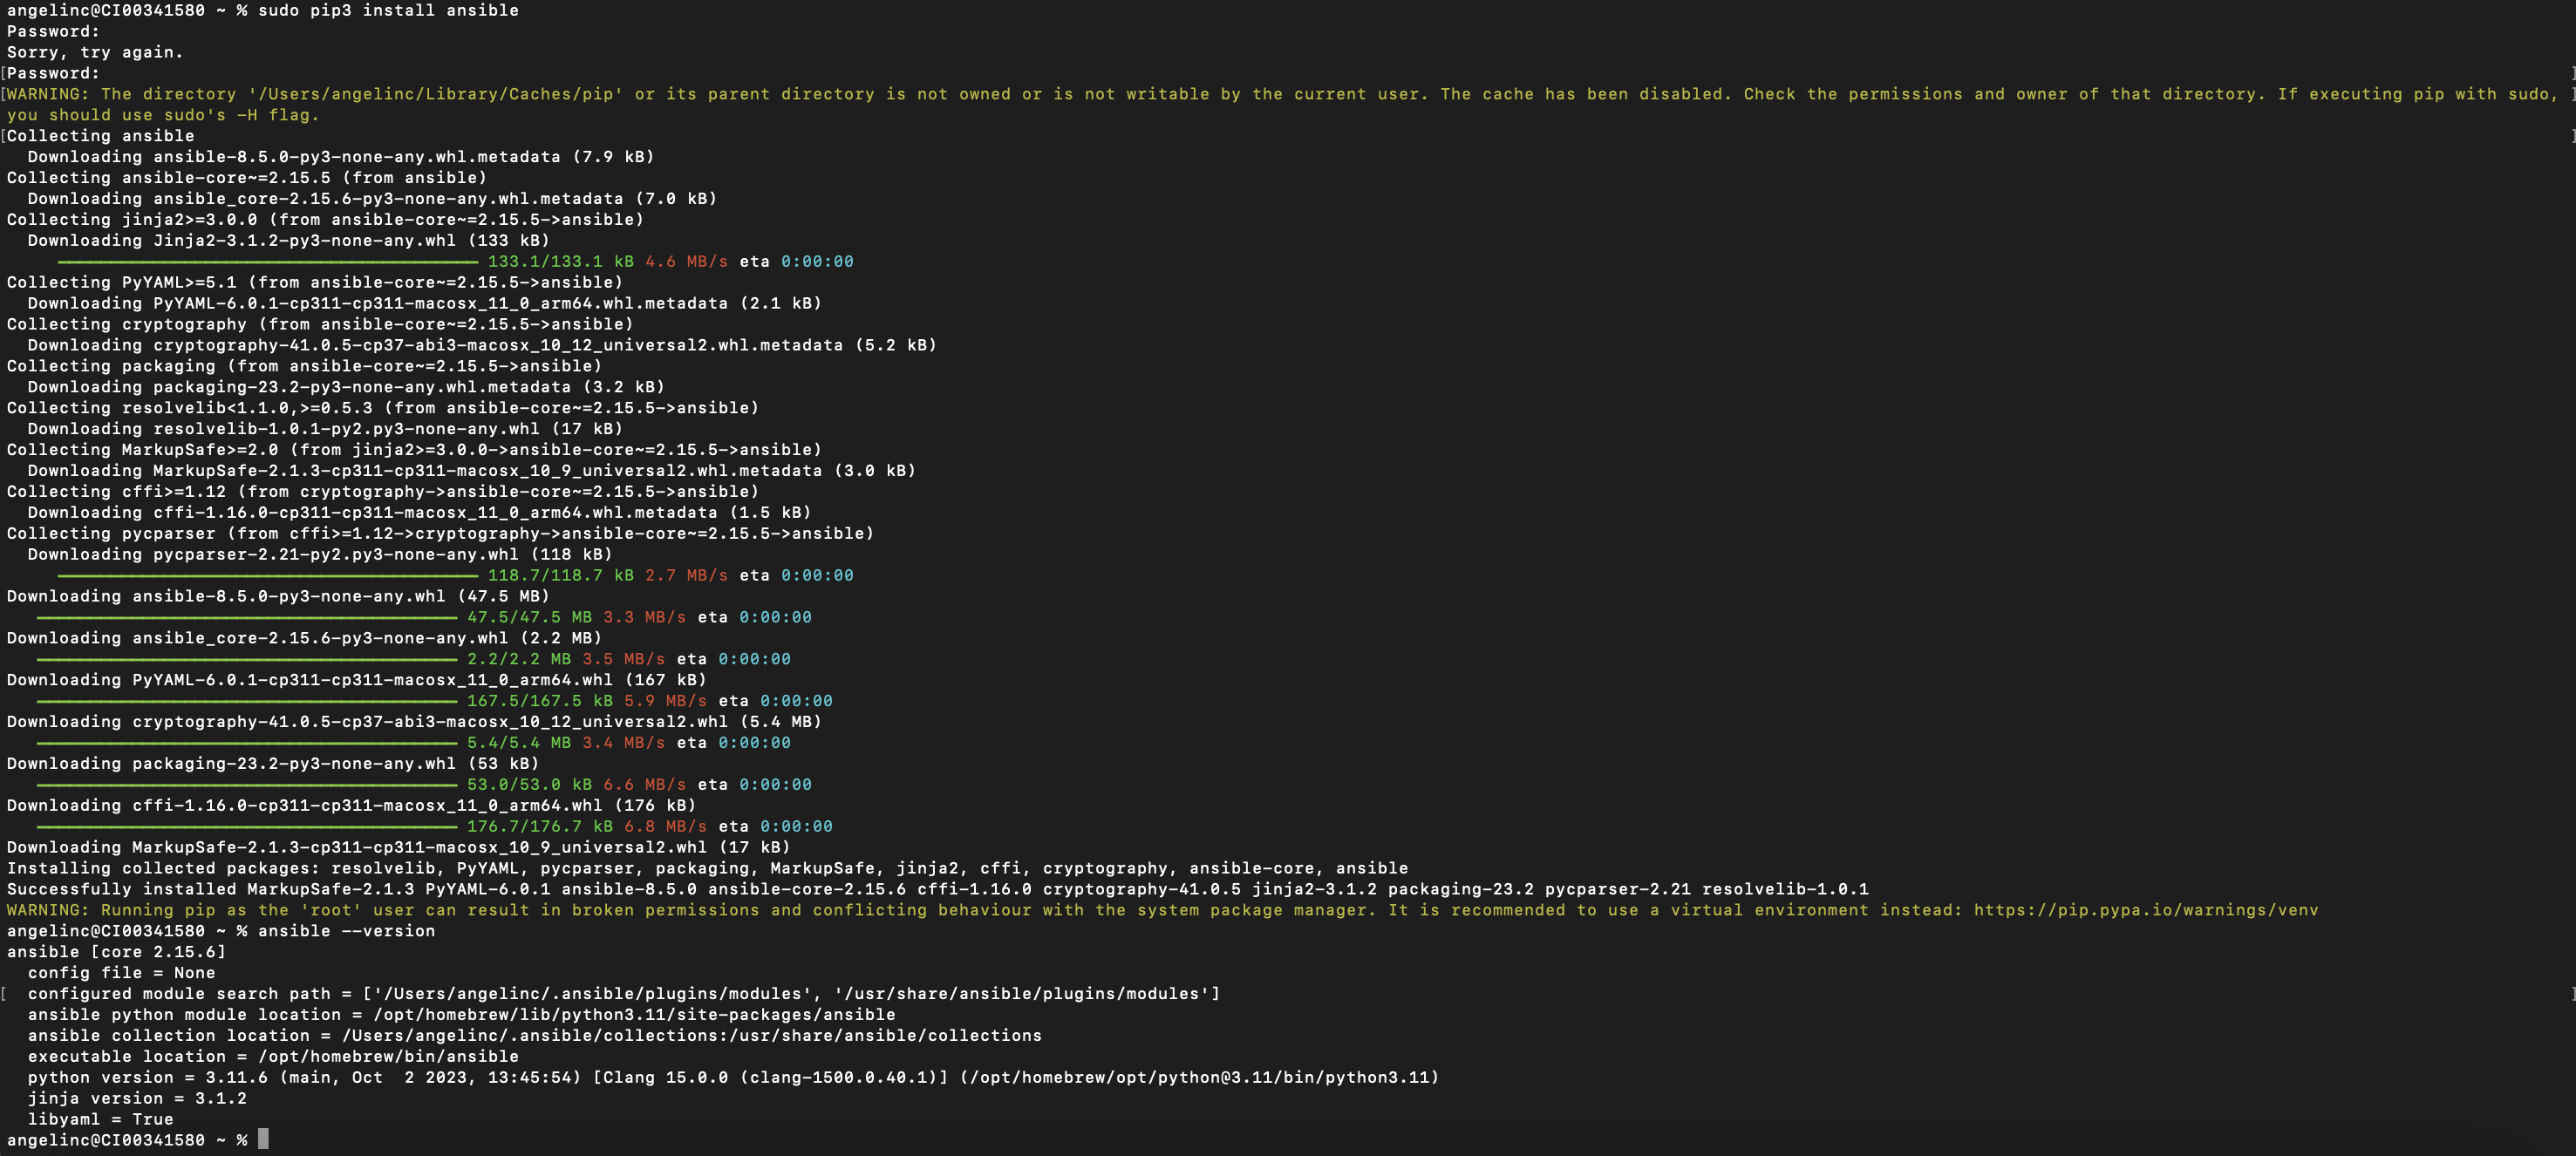 angelinc@CI00341580 ~ % sudo pip3 install ansible
Password:
Sorry, try again.
[Password: ]
[WARNING: The directory '/Users/angelinc/Library/Caches/pip' or its parent directory is not owned or is not writable by the current user. The cache has been disabled. Check the permissions and owner of that directory. If executing pip with sudo, ]
you should use sudo's -H flag.
[Collecting ansible ]
  Downloading ansible-8.5.0-py3-none-any.whl.metadata (7.9 kB)
Collecting ansible-core~=2.15.5 (from ansible)
  Downloading ansible_core-2.15.6-py3-none-any.whl.metadata (7.0 kB)
Collecting jinja2>=3.0.0 (from ansible-core~=2.15.5->ansible)
  Downloading Jinja2-3.1.2-py3-none-any.whl (133 kB)
     133.1/133.1 kB 4.6 MB/s eta 0:00:00
Collecting PyYAML>=5.1 (from ansible-core~=2.15.5->ansible)
  Downloading PyYAML-6.0.1-cp311-cp311-macosx_11_0_arm64.whl.metadata (2.1 kB)
Collecting cryptography (from ansible-core~=2.15.5->ansible)
  Downloading cryptography-41.0.5-cp37-abi3-macosx_10_12_universal2.whl.metadata (5.2 kB)
Collecting packaging (from ansible-core~=2.15.5->ansible)
  Downloading packaging-23.2-py3-none-any.whl.metadata (3.2 kB)
Collecting resolvelib<1.1.0,>=0.5.3 (from ansible-core~=2.15.5->ansible)
  Downloading resolvelib-1.0.1-py2.py3-none-any.whl (17 kB)
Collecting MarkupSafe>=2.0 (from jinja2>=3.0.0->ansible-core~=2.15.5->ansible)
  Downloading MarkupSafe-2.1.3-cp311-cp311-macosx_10_9_universal2.whl.metadata (3.0 kB)
Collecting cffi>=1.12 (from cryptography->ansible-core~=2.15.5->ansible)
  Downloading cffi-1.16.0-cp311-cp311-macosx_11_0_arm64.whl.metadata (1.5 kB)
Collecting pycparser (from cffi>=1.12->cryptography->ansible-core~=2.15.5->ansible)
  Downloading pycparser-2.21-py2.py3-none-any.whl (118 kB)
     118.7/118.7 kB 2.7 MB/s eta 0:00:00
Downloading ansible-8.5.0-py3-none-any.whl (47.5 MB)
   47.5/47.5 MB 3.3 MB/s eta 0:00:00
Downloading ansible_core-2.15.6-py3-none-any.whl (2.2 MB)
   2.2/2.2 MB 3.5 MB/s eta 0:00:00
Downloading PyYAML-6.0.1-cp311-cp311-macosx_11_0_arm64.whl (167 kB)
   167.5/167.5 kB 5.9 MB/s eta 0:00:00
Downloading cryptography-41.0.5-cp37-abi3-macosx_10_12_universal2.whl (5.4 MB)
   5.4/5.4 MB 3.4 MB/s eta 0:00:00
Downloading packaging-23.2-py3-none-any.whl (53 kB)
   53.0/53.0 kB 6.6 MB/s eta 0:00:00
Downloading cffi-1.16.0-cp311-cp311-macosx_11_0_arm64.whl (176 kB)
   176.7/176.7 kB 6.8 MB/s eta 0:00:00
Downloading MarkupSafe-2.1.3-cp311-cp311-macosx_10_9_universal2.whl (17 kB)
Installing collected packages: resolvelib, PyYAML, pycparser, packaging, MarkupSafe, jinja2, cffi, cryptography, ansible-core, ansible
Successfully installed MarkupSafe-2.1.3 PyYAML-6.0.1 ansible-8.5.0 ansible-core-2.15.6 cffi-1.16.0 cryptography-41.0.5 jinja2-3.1.2 packaging-23.2 pycparser-2.21 resolvelib-1.0.1
WARNING: Running pip as the 'root' user can result in broken permissions and conflicting behaviour with the system package manager. It is recommended to use a virtual environment instead: https://pip.pypa.io/warnings/venv
angelinc@CI00341580 ~ % ansible --version
ansible [core 2.15.6]
  config file = None
[ configured module search path = ['/Users/angelinc/.ansible/plugins/modules', '/usr/share/ansible/plugins/modules'] ]
  ansible python module location = /opt/homebrew/lib/python3.11/site-packages/ansible
  ansible collection location = /Users/angelinc/.ansible/collections:/usr/share/ansible/collections
  executable location = /opt/homebrew/bin/ansible
  python version = 3.11.6 (main, Oct  2 2023, 13:45:54) [Clang 15.0.0 (clang-1500.0.40.1)] (/opt/homebrew/opt/python@3.11/bin/python3.11)
  jinja version = 3.1.2
  libyaml = True
angelinc@CI00341580 ~ %